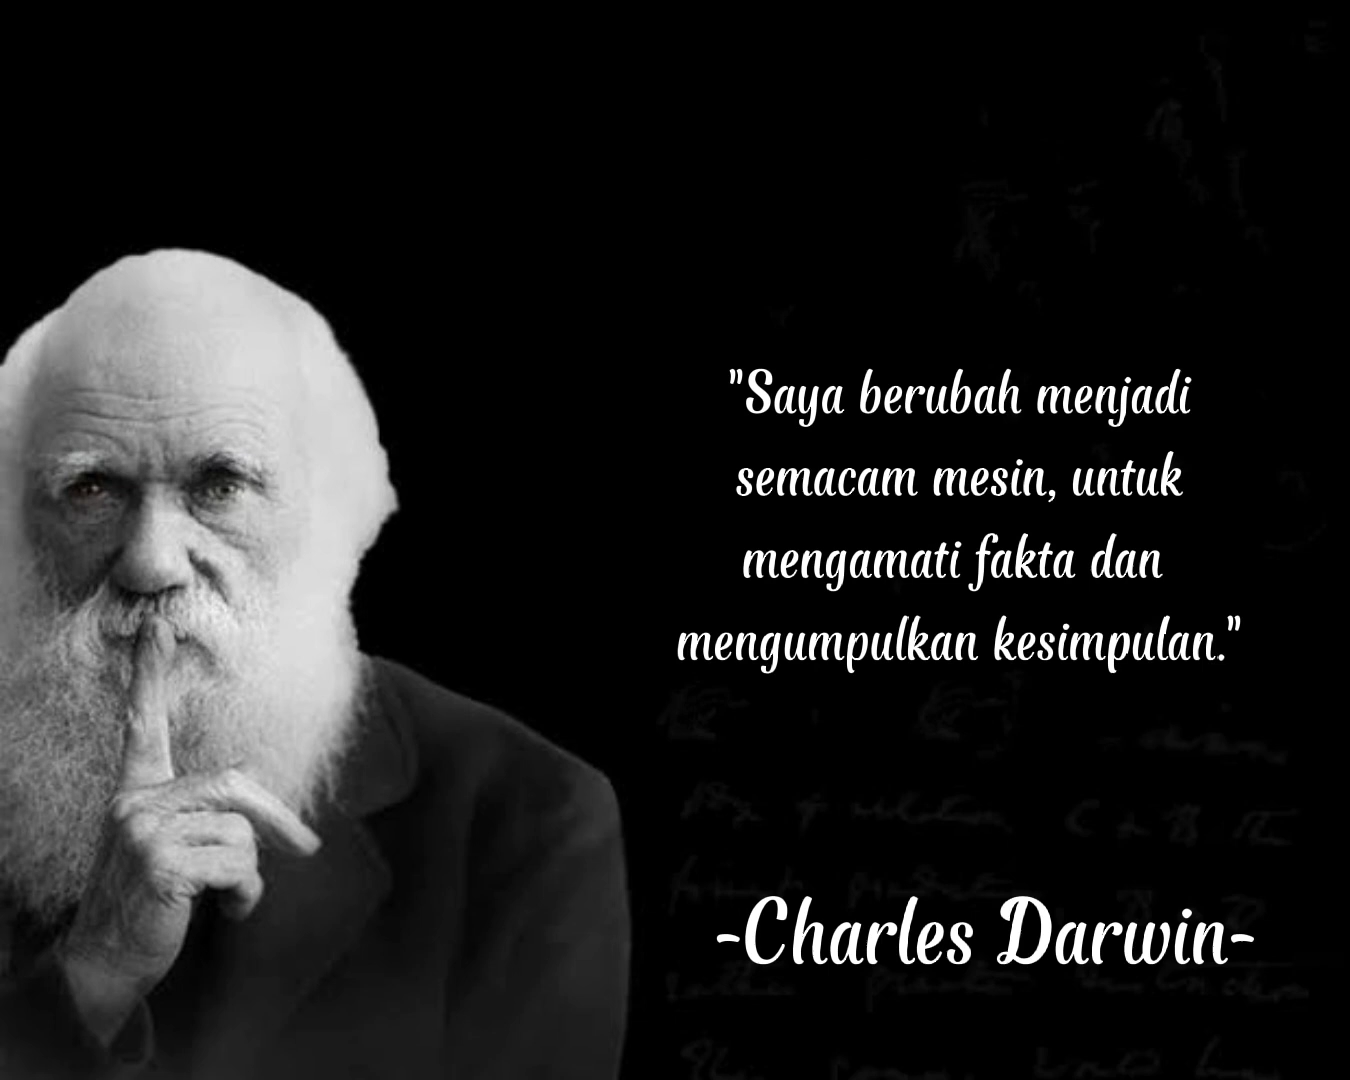 "Saya berubah menjadi
semacam mesin, untuk
mengamati fakta dan
mengumpulkan kesimpulan."
-Charles Darwin-